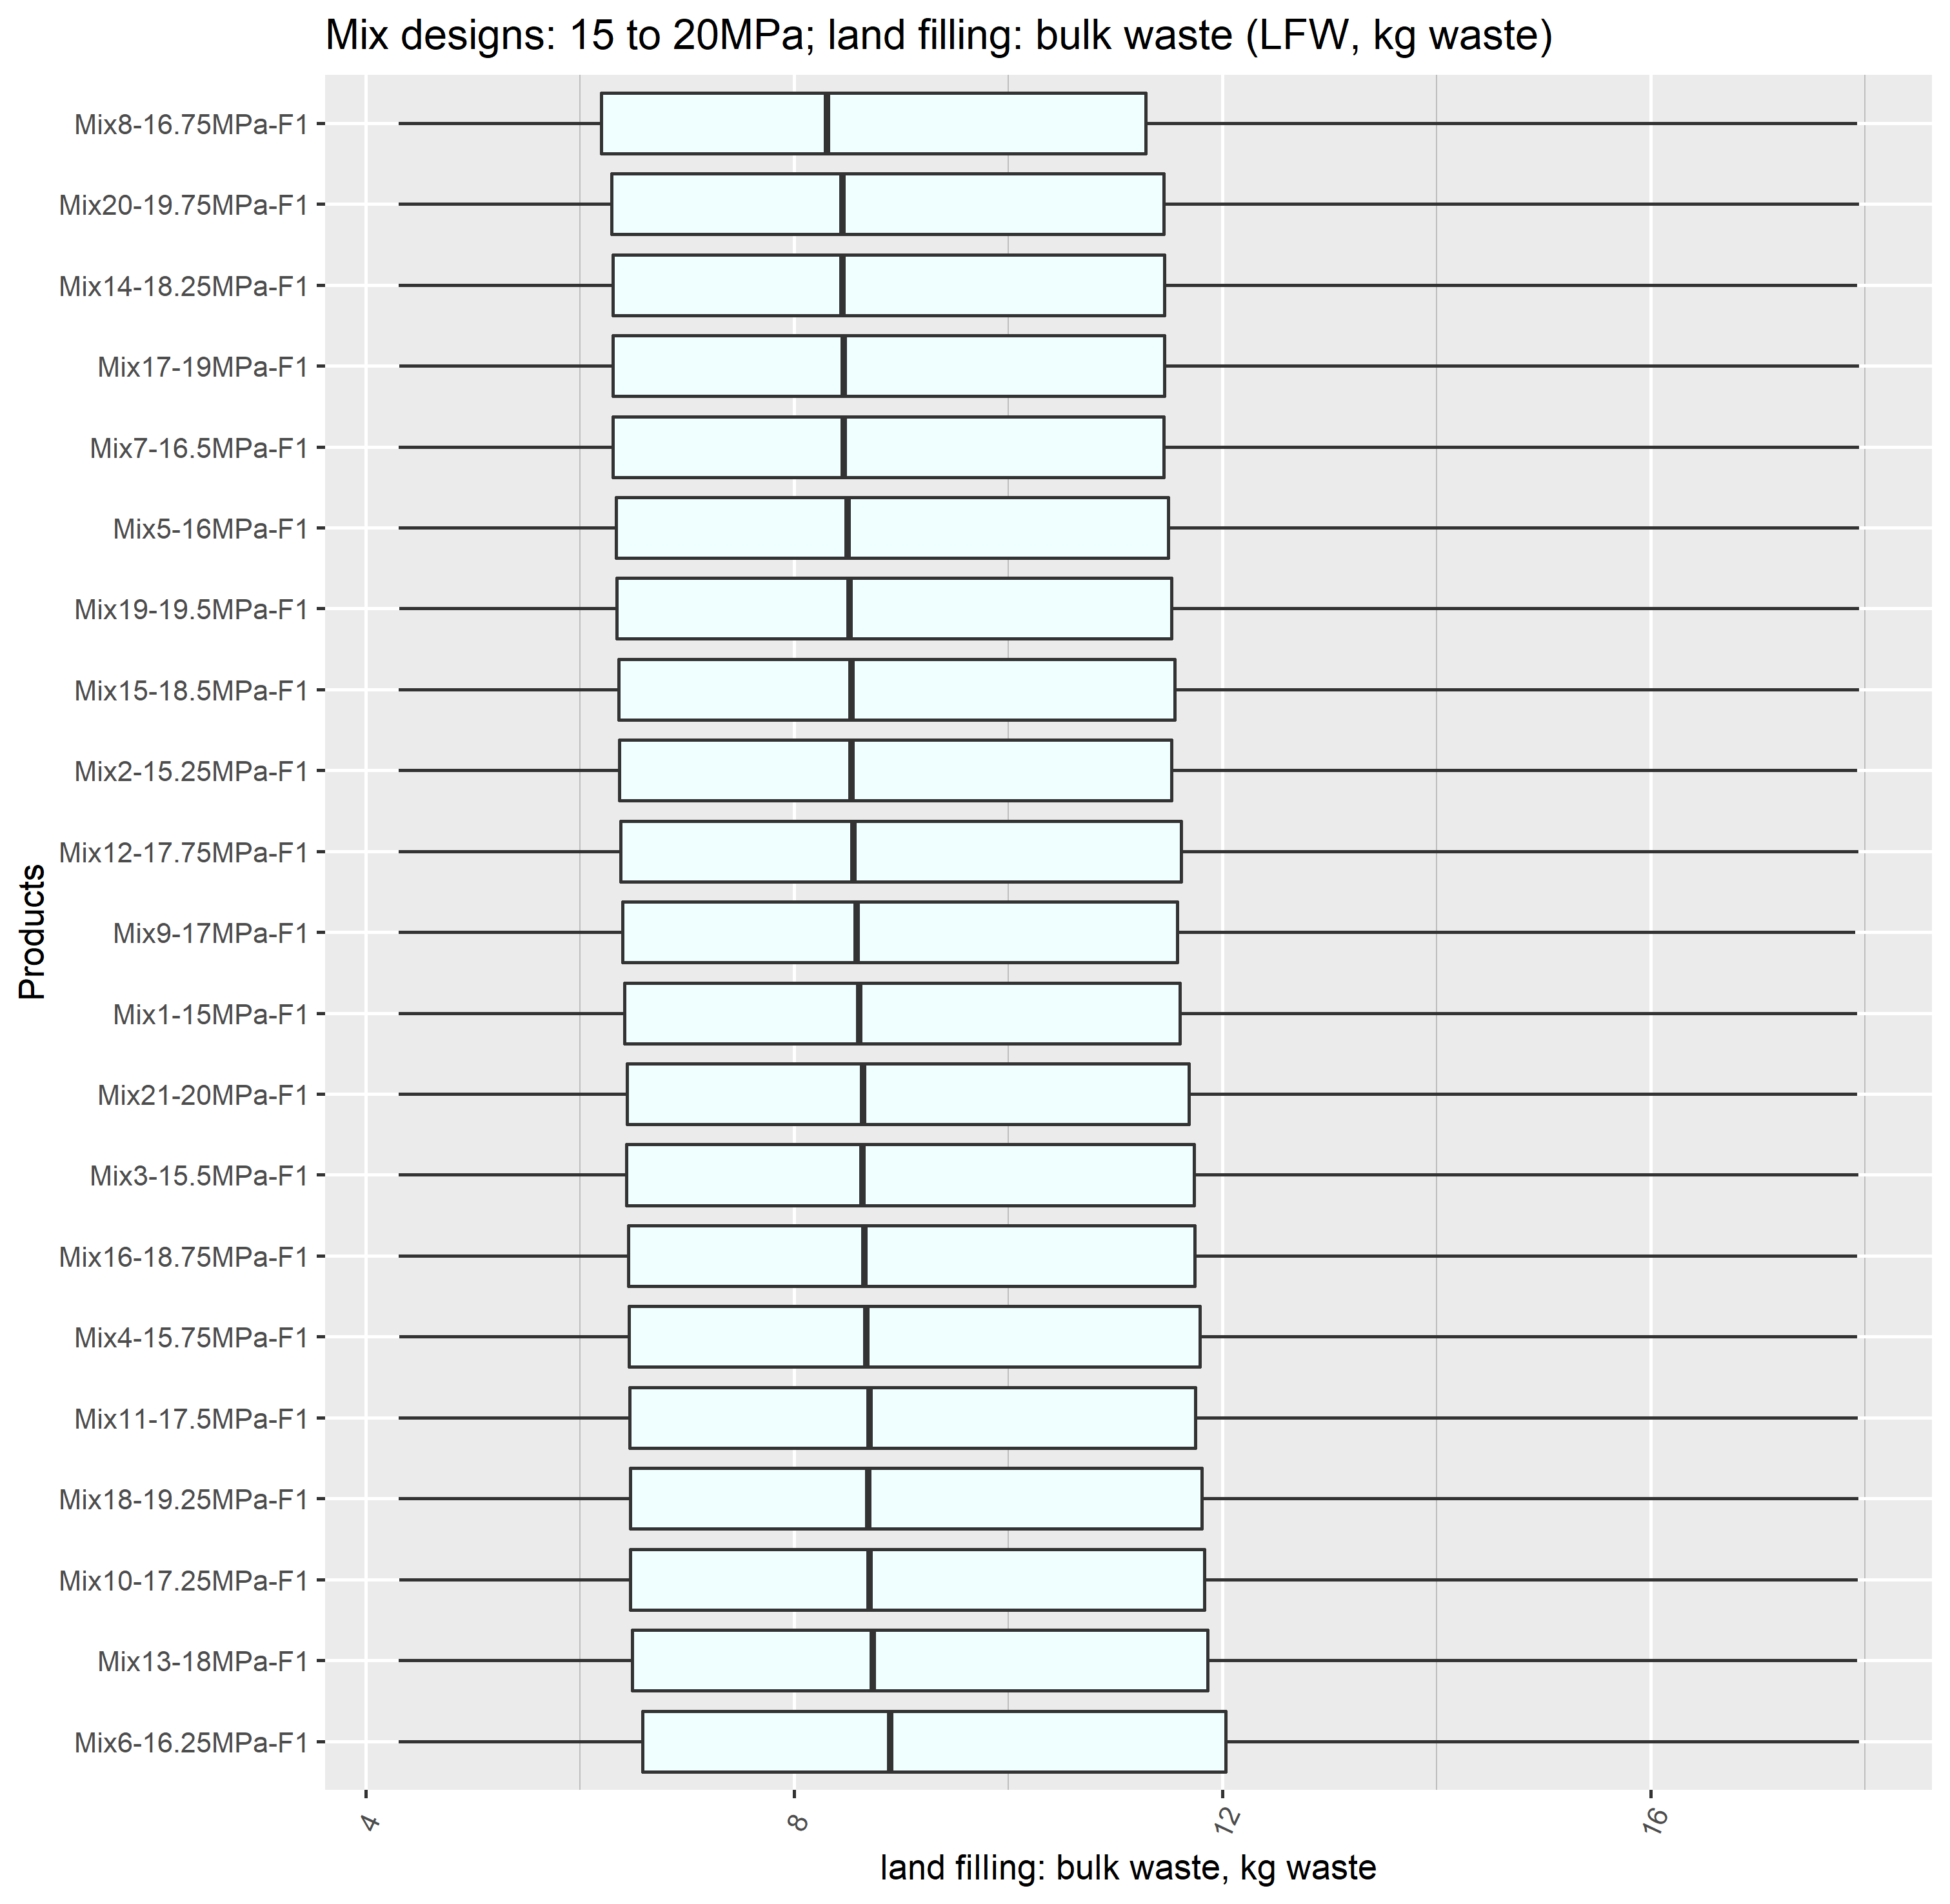 Mix designs: 15 to 20MPa; land filling: bulk waste (LFW, kg waste)
Mix8-16.75MPa-F1
Mix20-19.75MPa-F1
Mix14-18.25MPa-F1
Mix17-19MPa-F1
Mix7-16.5MPa-F1
Mix5-16MPa-F1
Mix19-19.5MPa-F1
Mix15-18.5MPa-F1
Mix2-15.25MPa-F1
Mix12-17.75MPa-F1
Mix9-17MPa-F1
Mix1-15MPa-F1
Mix21-20MPa-F1
Mix3-15.5MPa-F1
Mix16-18.75MPa-F1
Mix4-15.75MPa-F1
Mix11-17.5MPa-F1
Mix18-19.25MPa-F1
Mix10-17.25MPa-F1
Mix13-18MPa-F1
Mix6-16.25MPa-F1
Products
4 8 12 16
land filling: bulk waste, kg waste